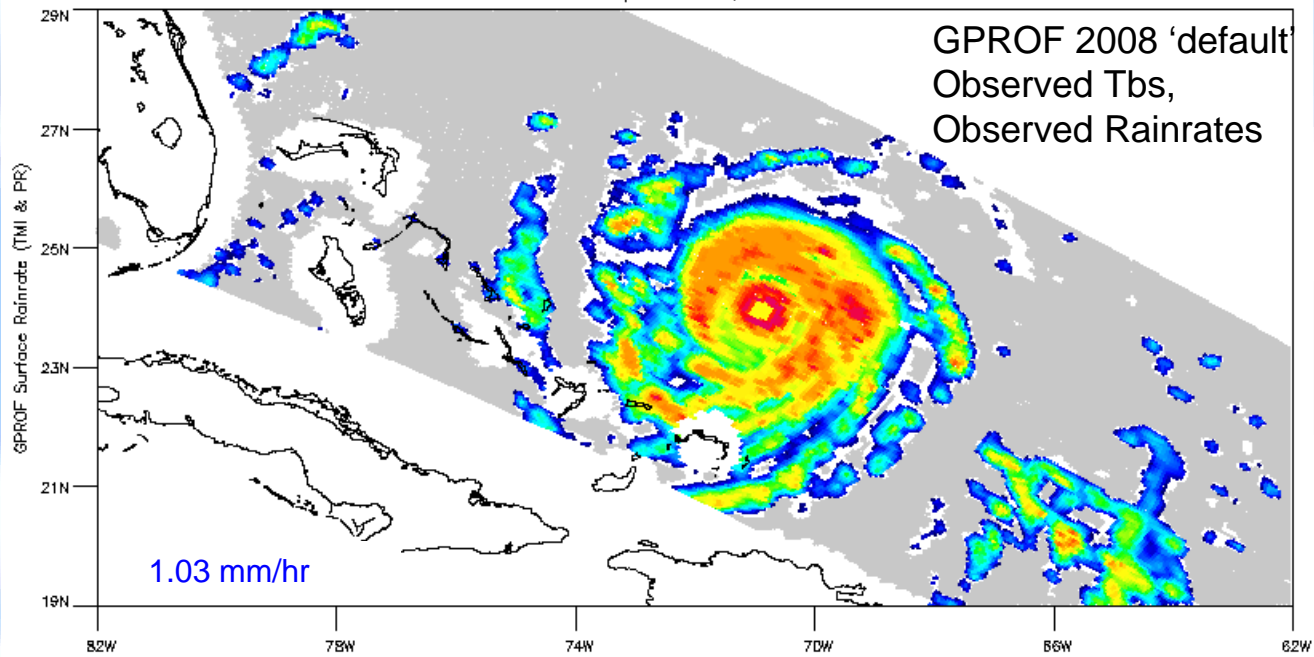 29N
GPROF 2008 ‘default’
Observed Tbs,
Observed Rainrates
27N
25N
23N
21N
19N
GPROF Surface Rainrate (TMI & PR)
1.03 mm/hr
82W 78W 74W 70W 66W 62W